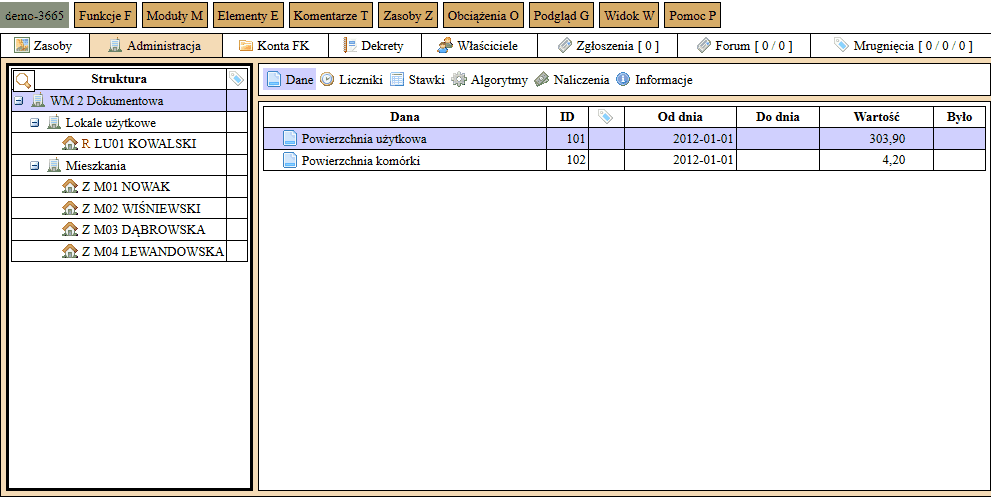 demo-3665 Funkcje F Moduły M Elementy E Komentarze T Zasoby Z Obciążenia O Podgląd G Widok W Pomoc P
Zasoby Administracja Konta FK Dekrety Właściciele Zgłoszenia [ 0 ] Forum [ 0 / 0 ] Mrugnięcia [ 0 / 0 / 0 ]
Struktura
WM 2 Dokumentowa
Lokale użytkowe
R LU01 KOWALSKI
Mieszkania
Z M01 NOWAK
Z M02 WIŚNIEWSKI
Z M03 DĄBROWSKA
Z M04 LEWANDOWSKA
Dane Liczniki Stawki Algorytmy Naliczenia Informacje
Dana ID Od dnia Do dnia Wartość Było
Powierzchnia użytkowa 101 2012-01-01 303,90
Powierzchnia komórki 102 2012-01-01 4,20